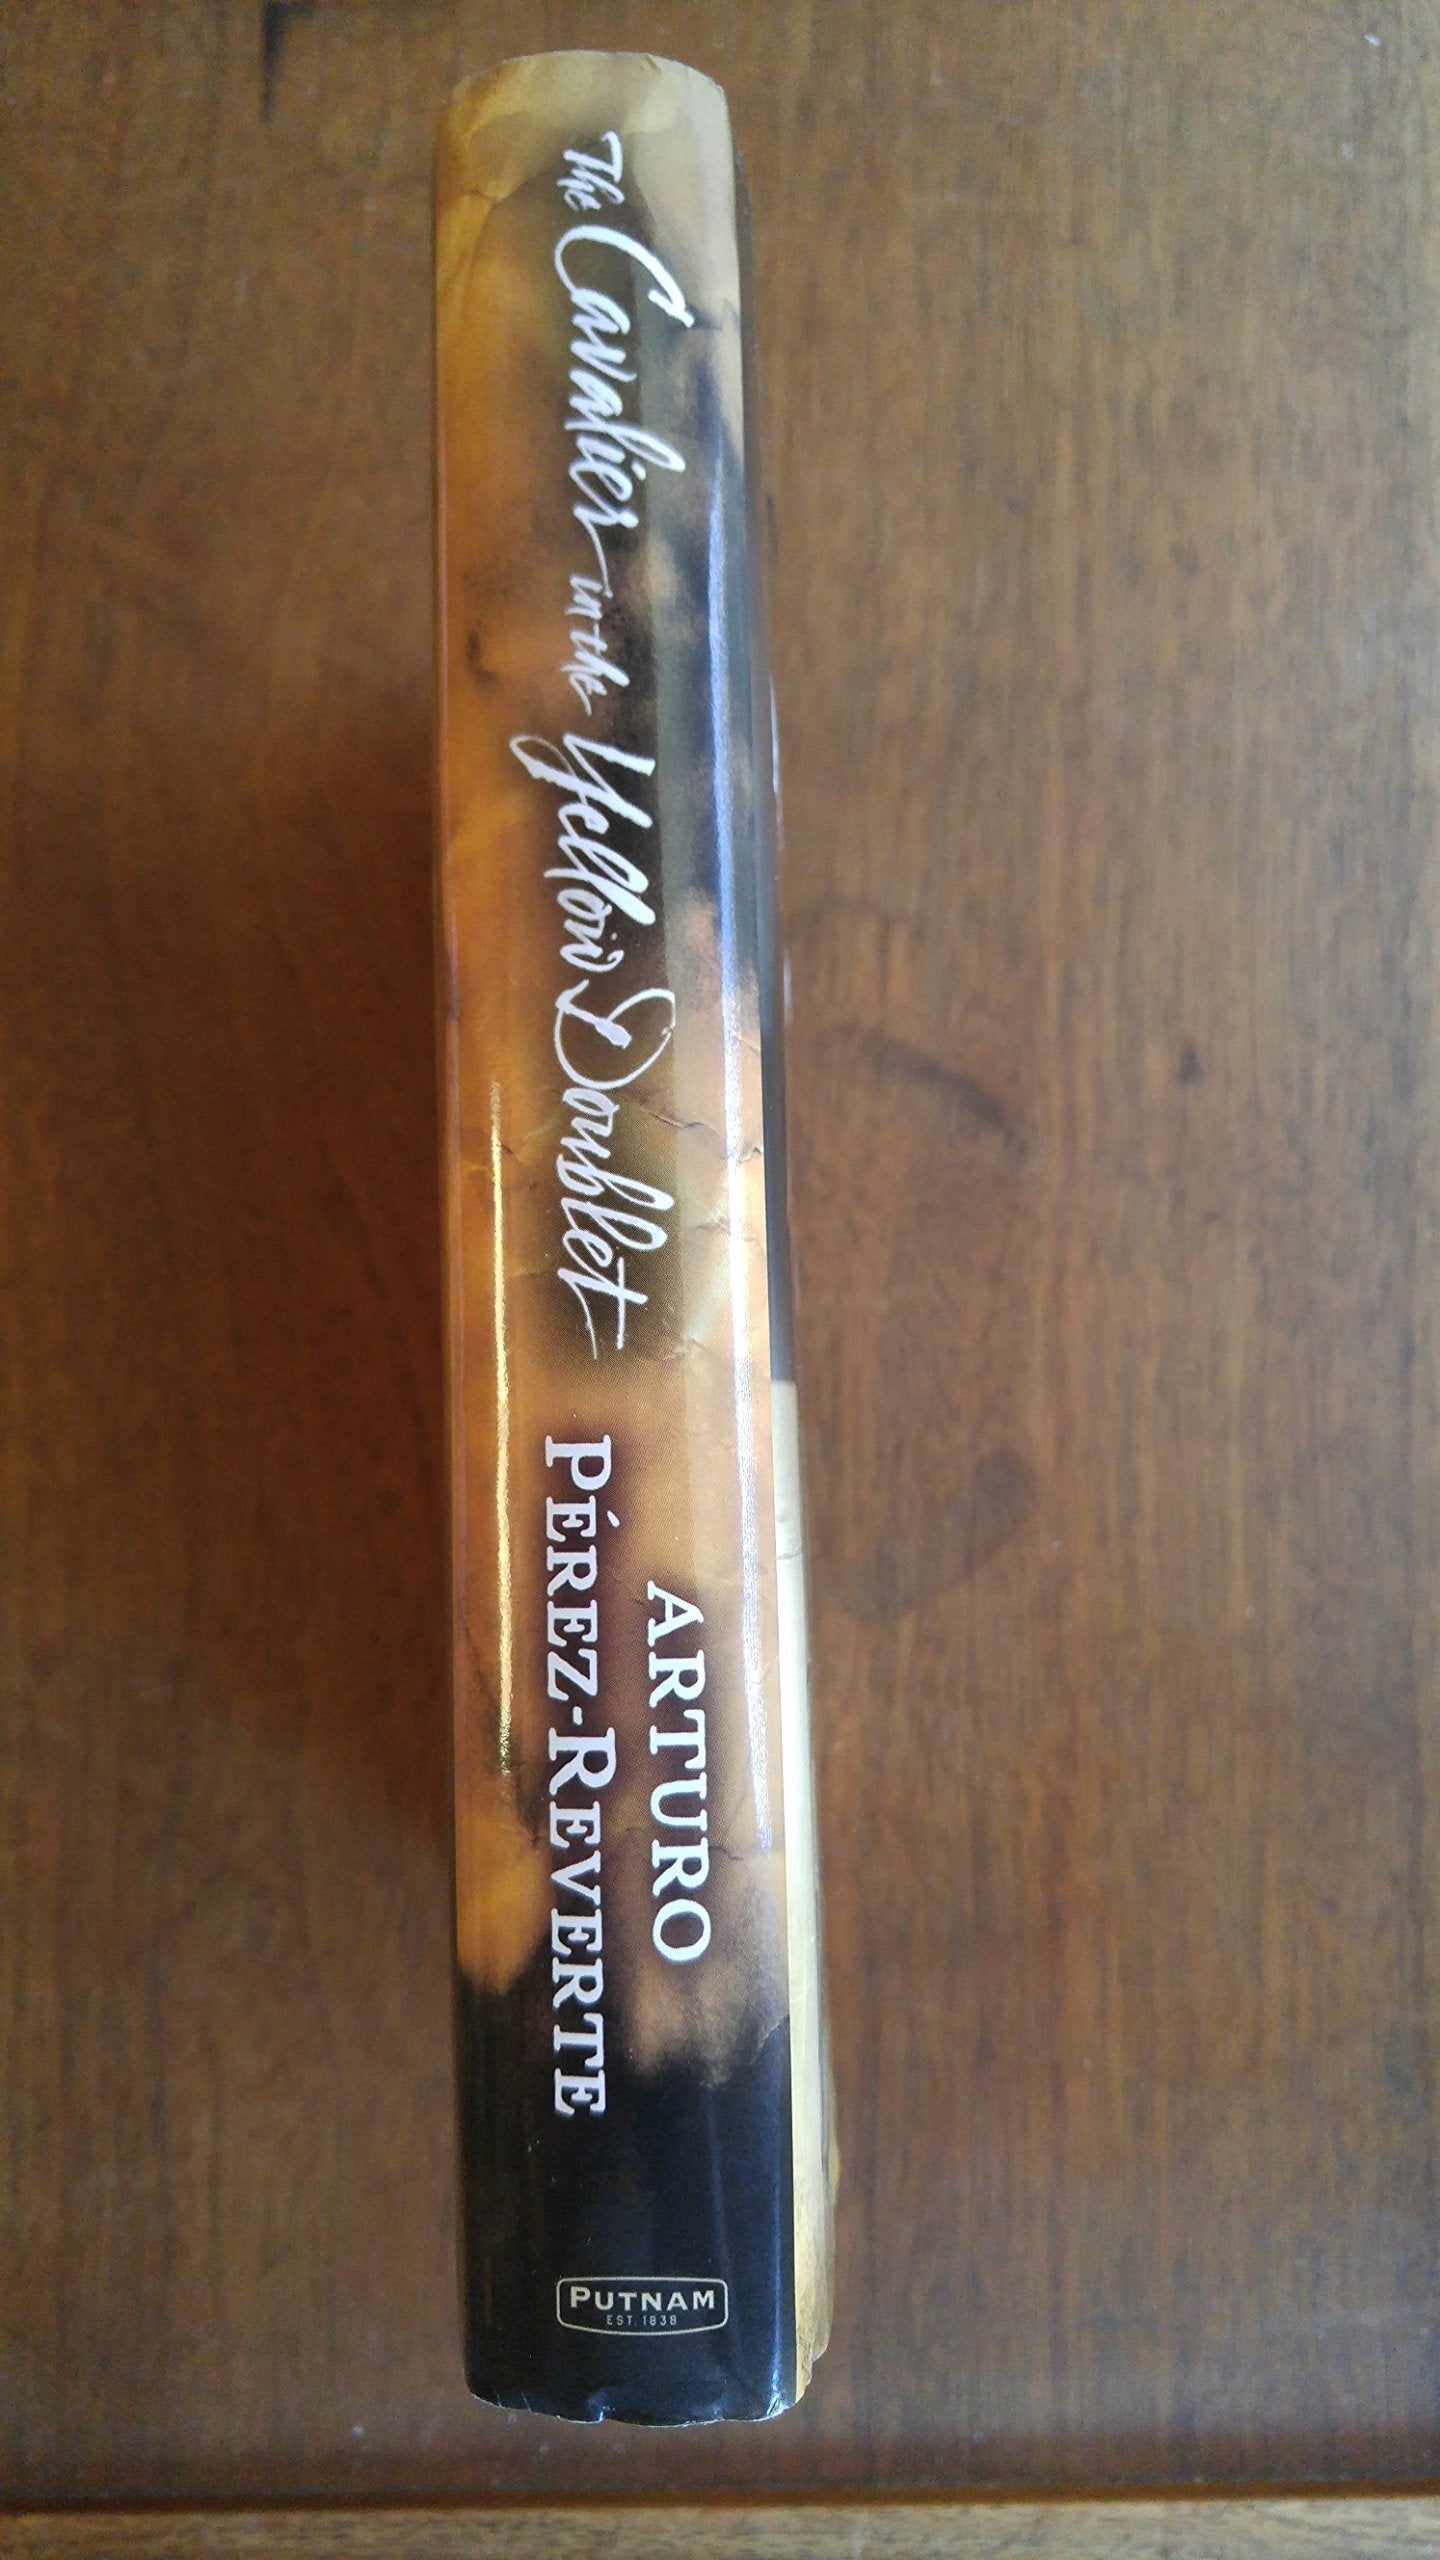 The Cavalier in the Yellow Doublet
ARTURO
PÉREZ-REVERTE
PUTNAM
EST. 1838